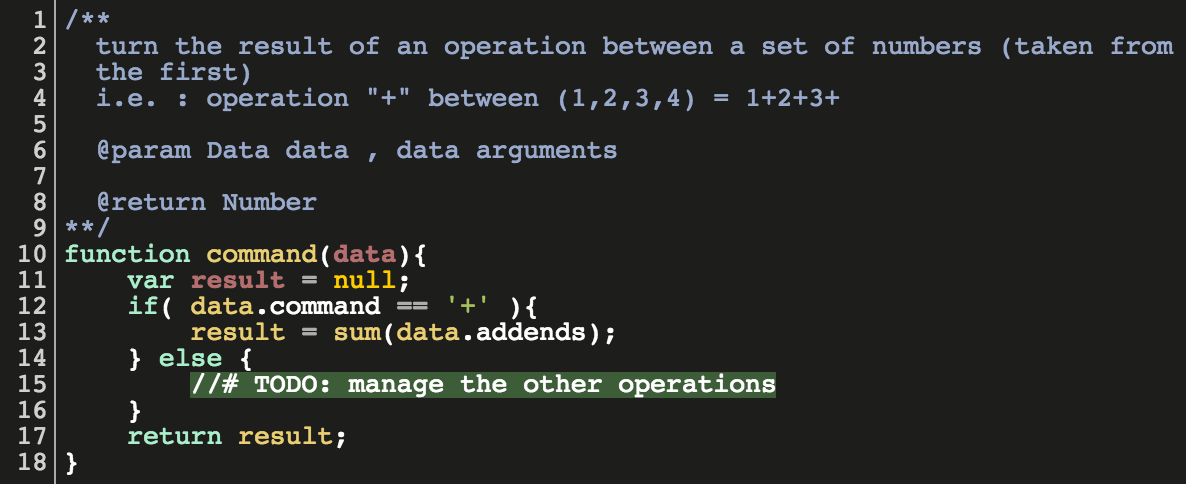 1 /**
2   turn the result of an operation between a set of numbers (taken from
3   the first)
4   i.e. : operation "+" between (1,2,3,4) = 1+2+3+
5
6   @param Data data , data arguments
7
8   @return Number
9 **/
10 function command(data){
11     var result = null;
12     if( data.command == '+' ){
13         result = sum(data.addends);
14     } else {
15         //# TODO: manage the other operations
16     }
17     return result;
18 }